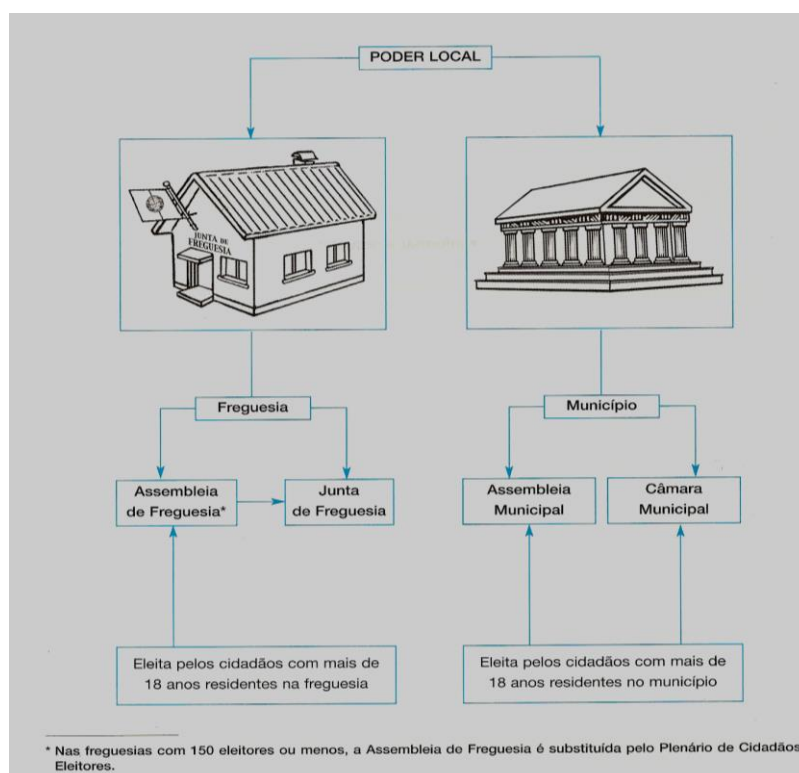 PODER LOCAL
JUNTA DE
FREGUESIA
Freguesia
Município
Assembleia
de Freguesia*
Junta
de Freguesia
Assembleia
Municipal
Câmara
Municipal
Eleita pelos cidadãos com mais de
18 anos residentes na freguesia
Eleita pelos cidadãos com mais de
18 anos residentes no município
* Nas freguesias com 150 eleitores ou menos, a Assembleia de Freguesia é substituída pelo Plenário de Cidadãos
Eleitores.